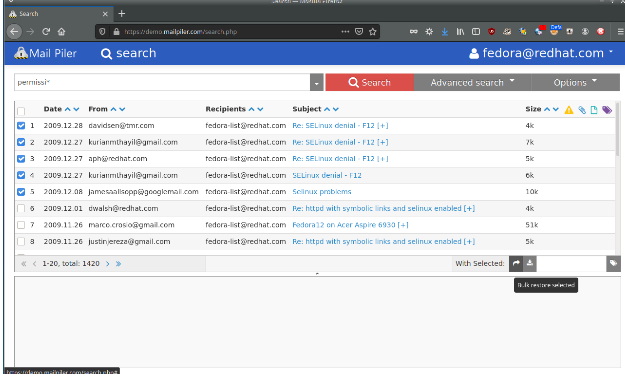 Search
https://demo.mailpiler.com/search.php
Mail Piler
search
fedora@redhat.com
permissi*
Search
Advanced search
Options
Date From Recipients Subject Size
1 2009.12.28 davidsen@tmr.com fedora-list@redhat.com Re: SELinux denial - F12 [+] 4k
2 2009.12.27 kurianmthayil@gmail.com fedora-list@redhat.com Re: SELinux denial - F12 [+] 7k
3 2009.12.27 aph@redhat.com fedora-list@redhat.com Re: SELinux denial - F12 [+] 5k
4 2009.12.27 kurianmthayil@gmail.com fedora-list@redhat.com SELinux denial - F12 6k
5 2009.12.08 jamesaallsopp@googlemail.com fedora-list@redhat.com Selinux problems 10k
6 2009.12.01 dwalsh@redhat.com fedora-list@redhat.com Re: httpd with symbolic links and selinux enabled [+] 4k
7 2009.11.26 marco.crosio@gmail.com fedora-list@redhat.com Fedora12 on Acer Aspire 6930 [+] 51k
8 2009.11.26 justinjereza@gmail.com fedora-list@redhat.com Re: httpd with symbolic links and selinux enabled [+] 5k
« ‹ 1-20, total: 1420 › »
With Selected:
Bulk restore selected
https://demo.mailpiler.com/search.php#